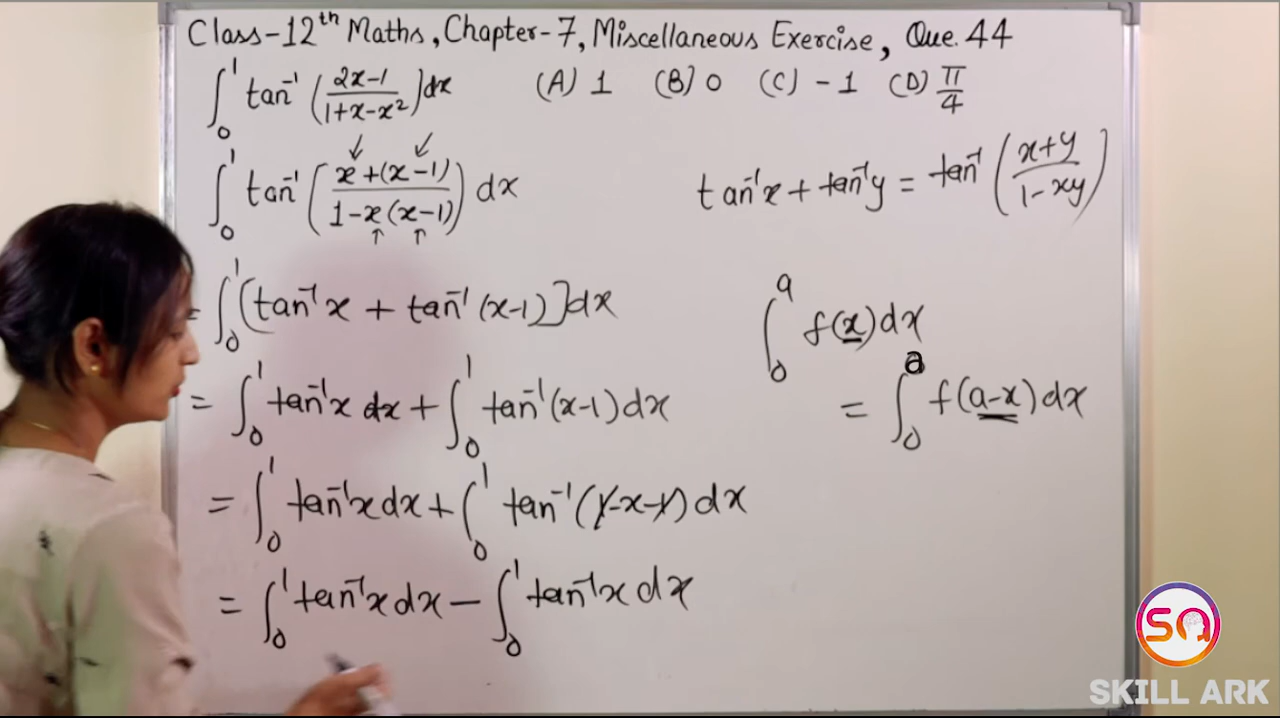 Class-12th Maths, Chapter-7, Miscellaneous Exercise, Que. 44
∫₀¹ tan⁻¹ (2x-1 / 1+x-x²) dx (A) 1 (B) 0 (C) -1 (D) π/4
∫₀¹ tan⁻¹ (x+(x-1) / 1-x(x-1)) dx
tan⁻¹x + tan⁻¹y = tan⁻¹ (x+y / 1-xy)
= ∫₀¹ [tan⁻¹x + tan⁻¹(x-1)] dx
∫₀ᵃ f(x)dx
= ∫₀¹ tan⁻¹x dx + ∫₀¹ tan⁻¹(x-1) dx
= ∫₀ᵃ f(a-x)dx
= ∫₀¹ tan⁻¹x dx + ∫₀¹ tan⁻¹(1-x-1) dx
= ∫₀¹ tan⁻¹x dx - ∫₀¹ tan⁻¹x dx
SA
SKILL ARK